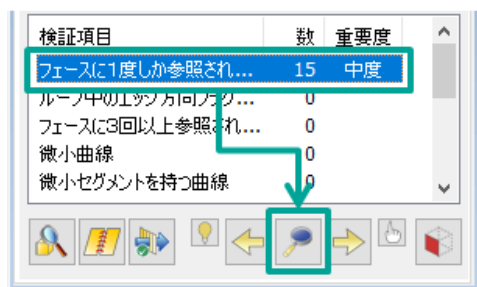 検証項目 数 重要度
フェースに1度しか参照され... 15 中度
ループ中のエッジ方向フラグ... 0
フェースに3回以上参照され... 0
微小曲線 0
微小セグメントを持つ曲線 0